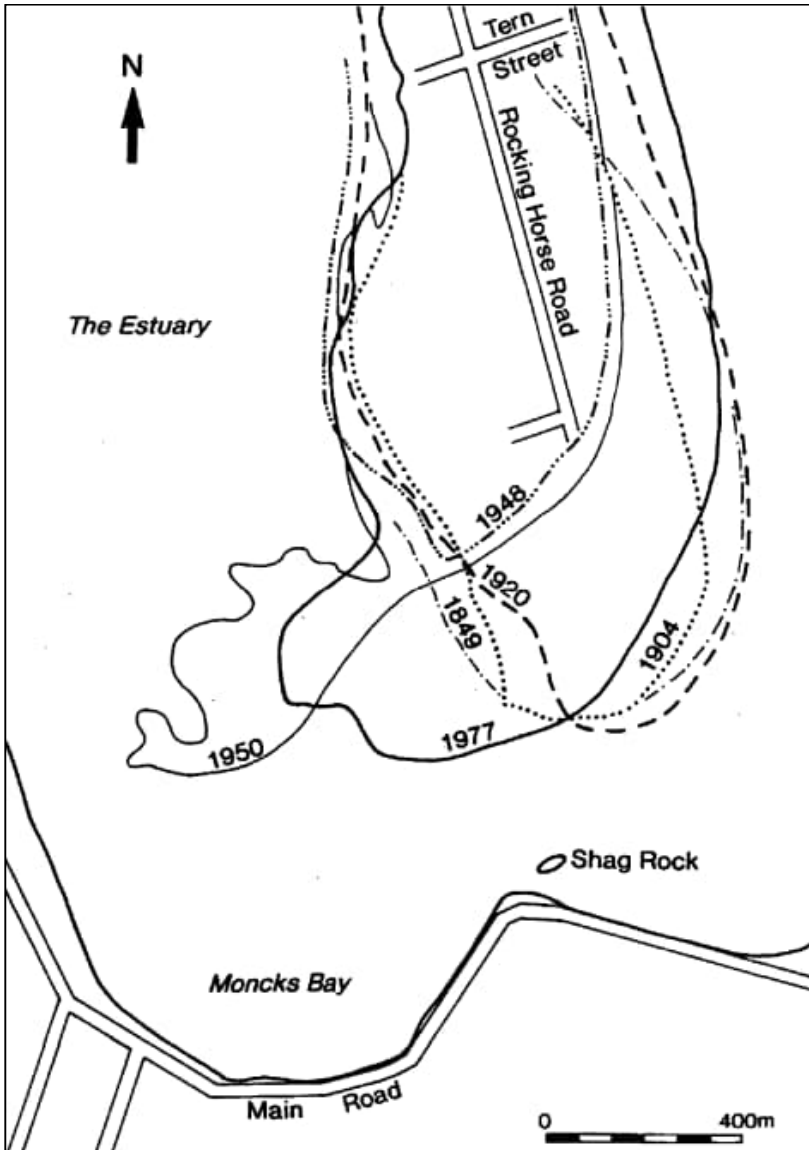 Tern
Street
N
Rocking Horse Road
The Estuary
1948
1920
1849
1904
1977
1950
Shag Rock
Moncks Bay
Main Road
0 400m